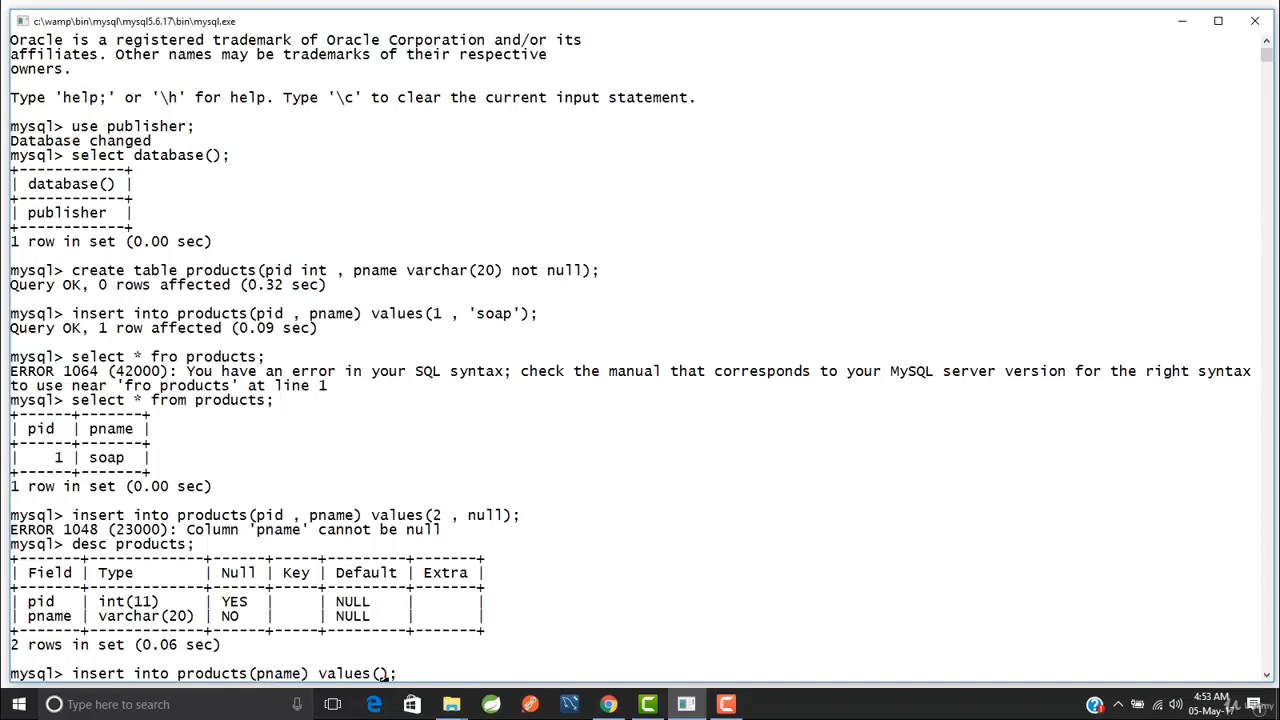 c:\wamp\bin\mysql\mysql5.6.17\bin\mysql.exe
Oracle is a registered trademark of Oracle Corporation and/or its
affiliates. Other names may be trademarks of their respective
owners.
Type 'help;' or '\h' for help. Type '\c' to clear the current input statement.
mysql> use publisher;
Database changed
mysql> select database();
+------------+
| database() |
+------------+
| publisher  |
+------------+
1 row in set (0.00 sec)
mysql> create table products(pid int , pname varchar(20) not null);
Query OK, 0 rows affected (0.32 sec)
mysql> insert into products(pid , pname) values(1 , 'soap');
Query OK, 1 row affected (0.09 sec)
mysql> select * fro products;
ERROR 1064 (42000): You have an error in your SQL syntax; check the manual that corresponds to your MySQL server version for the right syntax
to use near 'fro products' at line 1
mysql> select * from products;
+------+-------+
| pid  | pname |
+------+-------+
|    1 | soap  |
+------+-------+
1 row in set (0.00 sec)
mysql> insert into products(pid , pname) values(2 , null);
ERROR 1048 (23000): Column 'pname' cannot be null
mysql> desc products;
+-------+-------------+------+-----+---------+-------+
| Field | Type        | Null | Key | Default | Extra |
+-------+-------------+------+-----+---------+-------+
| pid   | int(11)     | YES  |     | NULL    |       |
| pname | varchar(20) | NO   |     | NULL    |       |
+-------+-------------+------+-----+---------+-------+
2 rows in set (0.06 sec)
mysql> insert into products(pname) values();
Type here to search
4:53 AM
05-May-1